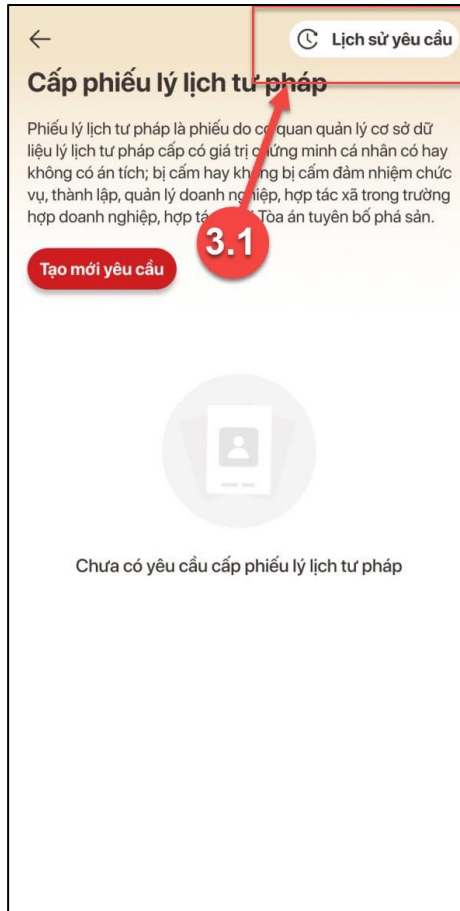 Lịch sử yêu cầu
Cấp phiếu lý lịch tư pháp
Phiếu lý lịch tư pháp là phiếu do cơ quan quản lý cơ sở dữ
liệu lý lịch tư pháp cấp có giá trị chứng minh cá nhân có hay
không có án tích; bị cấm hay không bị cấm đảm nhiệm chức
vụ, thành lập, quản lý doanh nghiệp, hợp tác xã trong trường
hợp doanh nghiệp, hợp Tòa án tuyên bố phá sản.
3.1
Tạo mới yêu cầu
Chưa có yêu cầu cấp phiếu lý lịch tư pháp